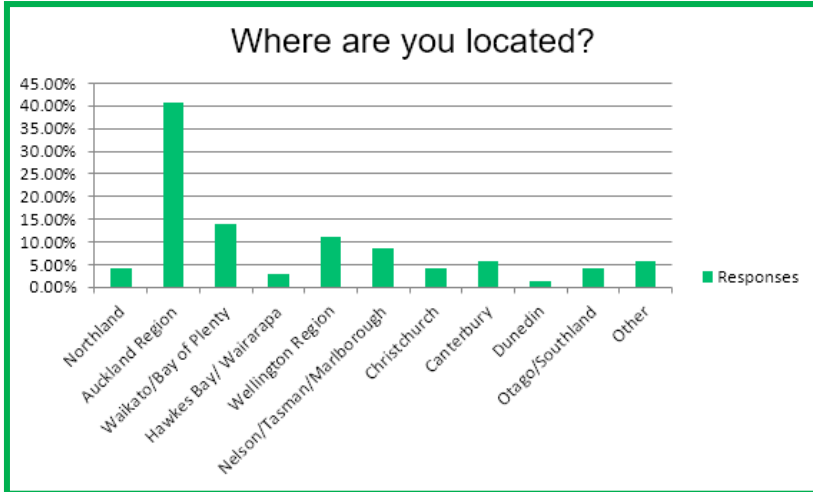 Where are you located?
45.00%
40.00%
35.00%
30.00%
25.00%
20.00%
15.00%
10.00%
5.00%
0.00%
Northland
Auckland Region
Waikato/Bay of Plenty
Hawkes Bay/ Wairarapa
Wellington Region
Nelson/Tasman/Marlborough
Christchurch
Canterbury
Dunedin
Otago/Southland
Other
Responses